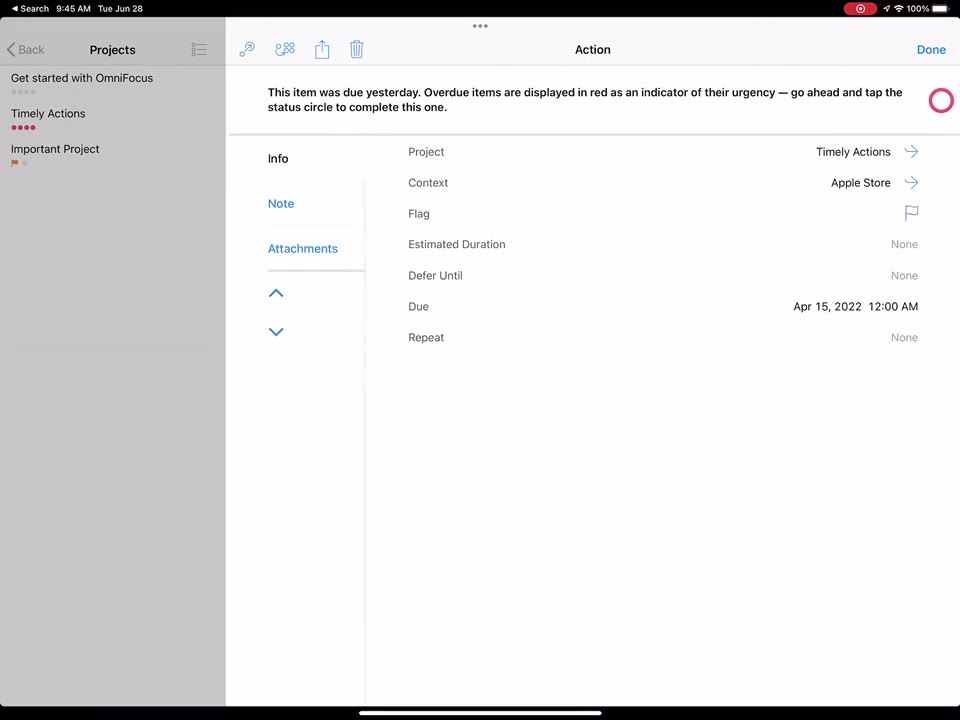 Search 9:45 AM Tue Jun 28
100%
Back
Projects
Action
Done
Get started with OmniFocus
Timely Actions
Important Project
This item was due yesterday. Overdue items are displayed in red as an indicator of their urgency — go ahead and tap the
status circle to complete this one.
Info
Note
Attachments
Project Timely Actions
Context Apple Store
Flag
Estimated Duration None
Defer Until None
Due Apr 15, 2022 12:00 AM
Repeat None